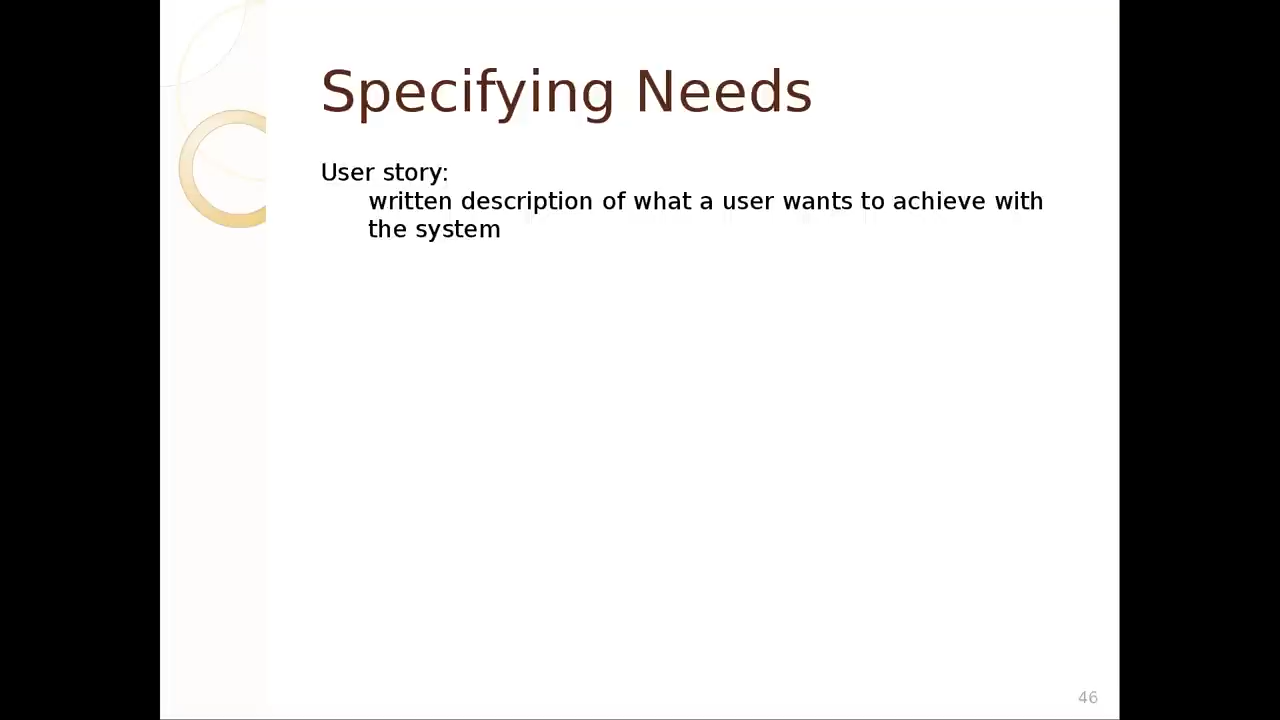 Specifying Needs
User story:
written description of what a user wants to achieve with
the system
46